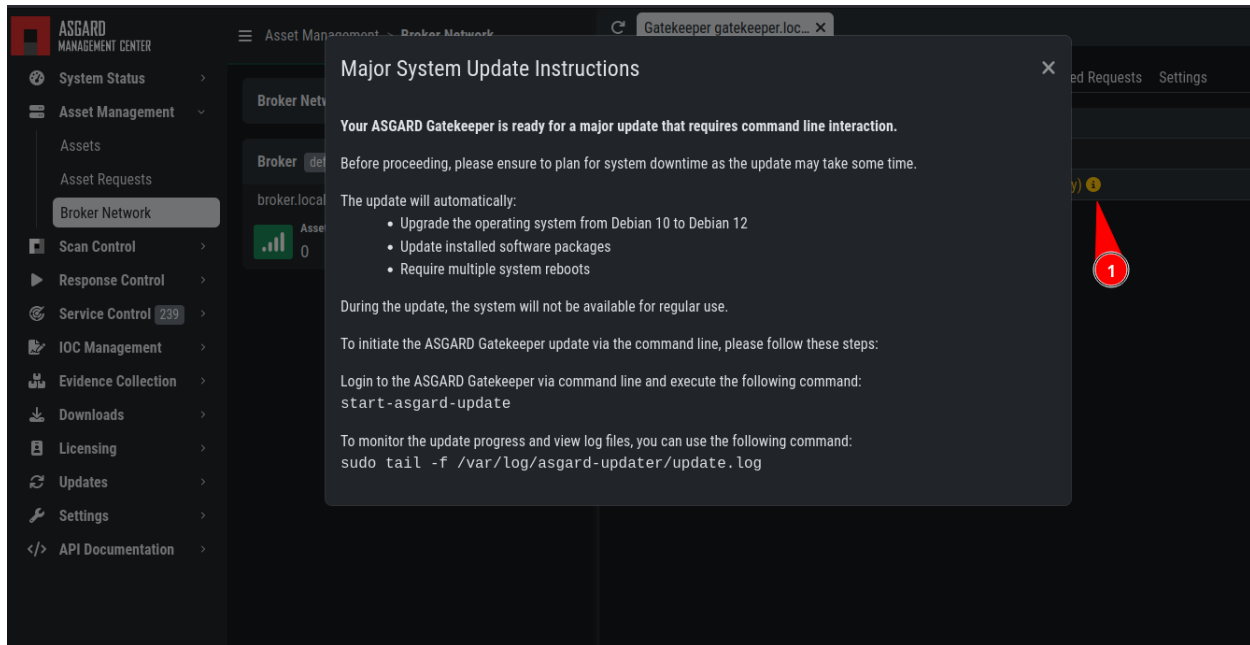 ASGARD
MANAGEMENT CENTER
System Status
Asset Management
Assets
Asset Requests
Broker Network
Scan Control
Response Control
Service Control 239
IOC Management
Evidence Collection
Downloads
Licensing
Updates
Settings
API Documentation
Asset Management > Broker Network
Gatekeeper gatekeeper.loc...
Broker Netw
Broker def
broker.local
Asse
0
ed Requests Settings
y)
1
Major System Update Instructions
Your ASGARD Gatekeeper is ready for a major update that requires command line interaction.
Before proceeding, please ensure to plan for system downtime as the update may take some time.
The update will automatically:
• Upgrade the operating system from Debian 10 to Debian 12
• Update installed software packages
• Require multiple system reboots
During the update, the system will not be available for regular use.
To initiate the ASGARD Gatekeeper update via the command line, please follow these steps:
Login to the ASGARD Gatekeeper via command line and execute the following command:
start-asgard-update
To monitor the update progress and view log files, you can use the following command:
sudo tail -f /var/log/asgard-updater/update.log